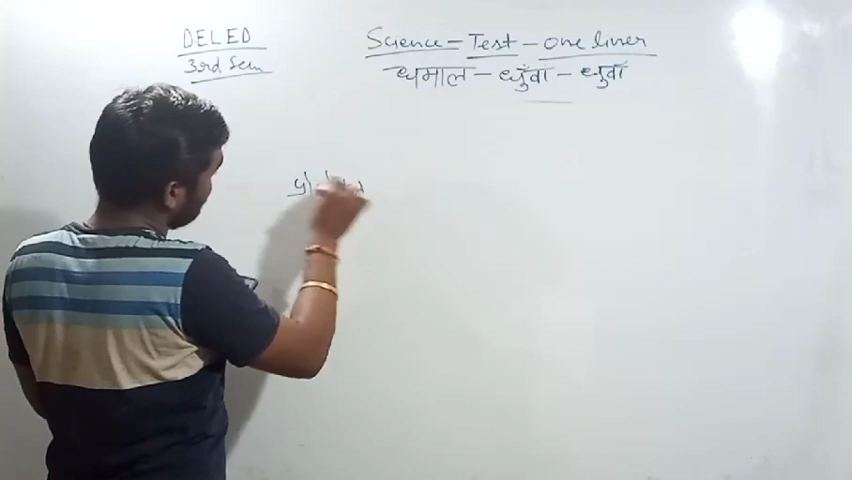 DELED
3rd Sem
Science - Test - one liner
धमाल - धुँवा - धुवाँ